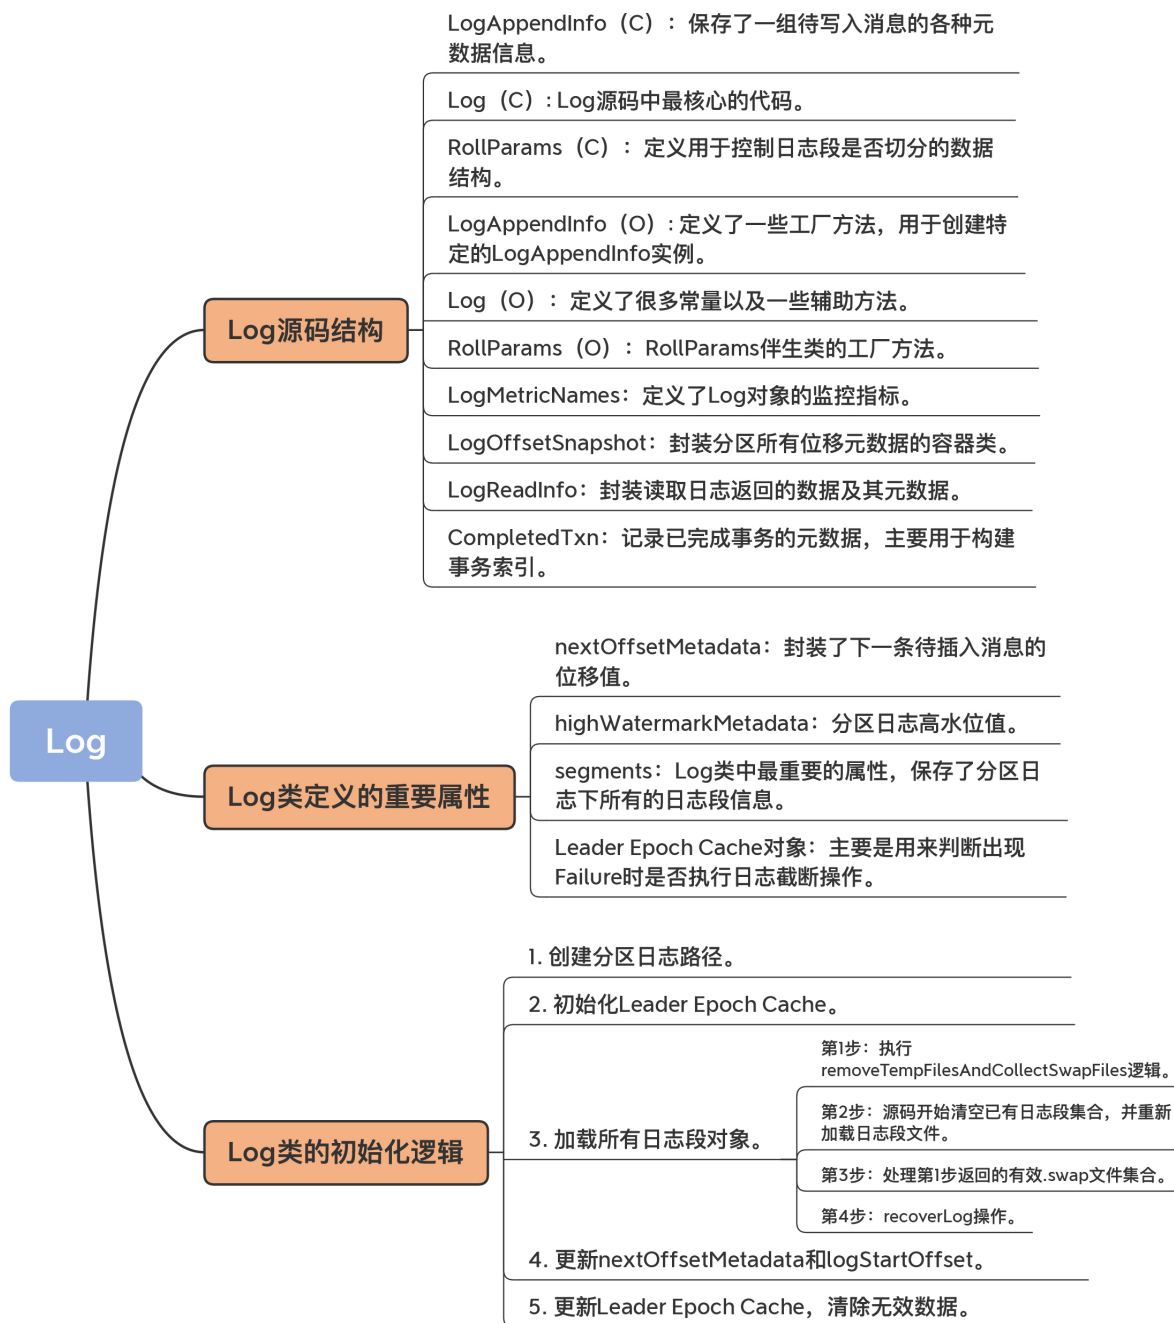 LogAppendInfo（C）：保存了一组待写入消息的各种元
数据信息。
Log（C）: Log源码中最核心的代码。
RollParams（C）：定义用于控制日志段是否切分的数据
结构。
LogAppendInfo（O）: 定义了一些工厂方法，用于创建特
定的LogAppendInfo实例。
Log（O）：定义了很多常量以及一些辅助方法。
RollParams（O）：RollParams伴生类的工厂方法。
LogMetricNames：定义了Log对象的监控指标。
LogOffsetSnapshot：封装分区所有位移元数据的容器类。
LogReadInfo：封装读取日志返回的数据及其元数据。
CompletedTxn：记录已完成事务的元数据，主要用于构建
事务索引。
Log源码结构
nextOffsetMetadata：封装了下一条待插入消息的
位移值。
highWatermarkMetadata：分区日志高水位值。
segments：Log类中最重要的属性，保存了分区日
志下所有的日志段信息。
Leader Epoch Cache对象：主要是用来判断出现
Failure时是否执行日志截断操作。
Log
Log类定义的重要属性
1. 创建分区日志路径。
2. 初始化Leader Epoch Cache。
第1步：执行
removeTempFilesAndCollectSwapFiles逻辑。
第2步：源码开始清空已有日志段集合，并重新
加载日志段文件。
3. 加载所有日志段对象。
第3步：处理第1步返回的有效.swap文件集合。
第4步：recoverLog操作。
Log类的初始化逻辑
4. 更新nextOffsetMetadata和logStartOffset。
5. 更新Leader Epoch Cache，清除无效数据。